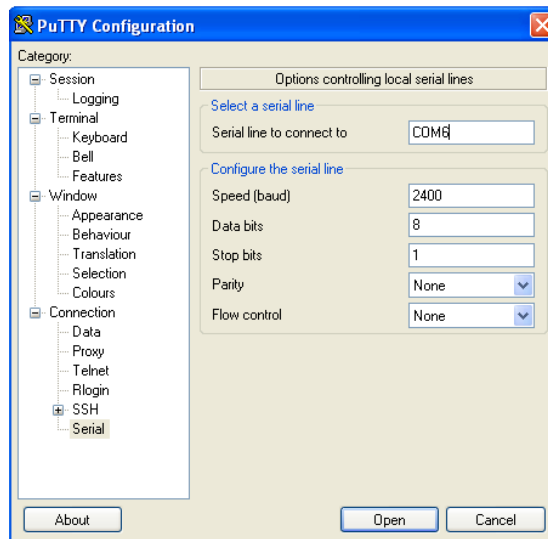 PuTTY Configuration
Category:
Session
Logging
Terminal
Keyboard
Bell
Features
Window
Appearance
Behaviour
Translation
Selection
Colours
Connection
Data
Proxy
Telnet
Rlogin
SSH
Serial
Options controlling local serial lines
Select a serial line
Serial line to connect to COM6
Configure the serial line
Speed (baud) 2400
Data bits 8
Stop bits 1
Parity None
Flow control None
About Open Cancel